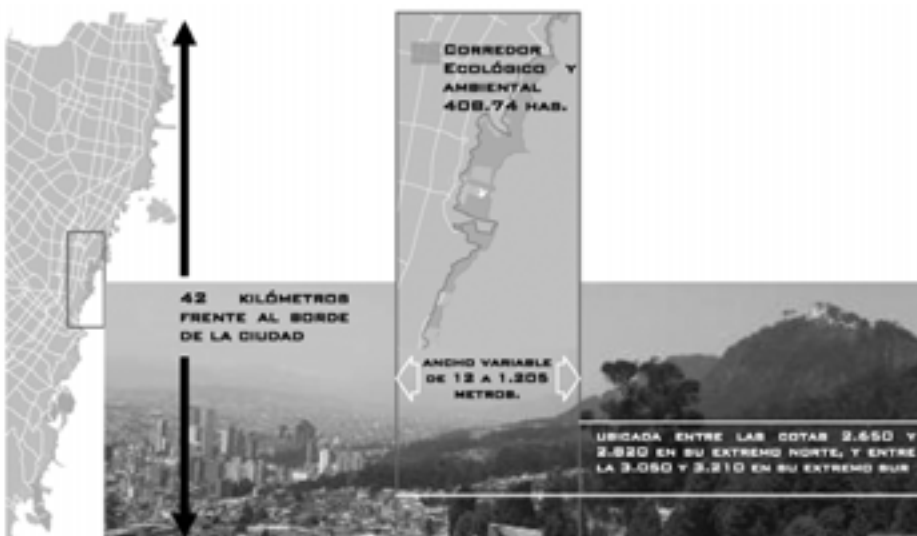 CORREDOR
ECOLÓGICO Y
AMBIENTAL
408.74 HAS.
42 KILÓMETROS
FRENTE AL BORDE
DE LA CIUDAD
ANCHO VARIABLE
DE 12 A 1.205
METROS.
UBICADA ENTRE LAS COTAS 2.650 Y
2.820 EN SU EXTREMO NORTE, Y ENTRE
LA 3.050 Y 3.210 EN SU EXTREMO SUR